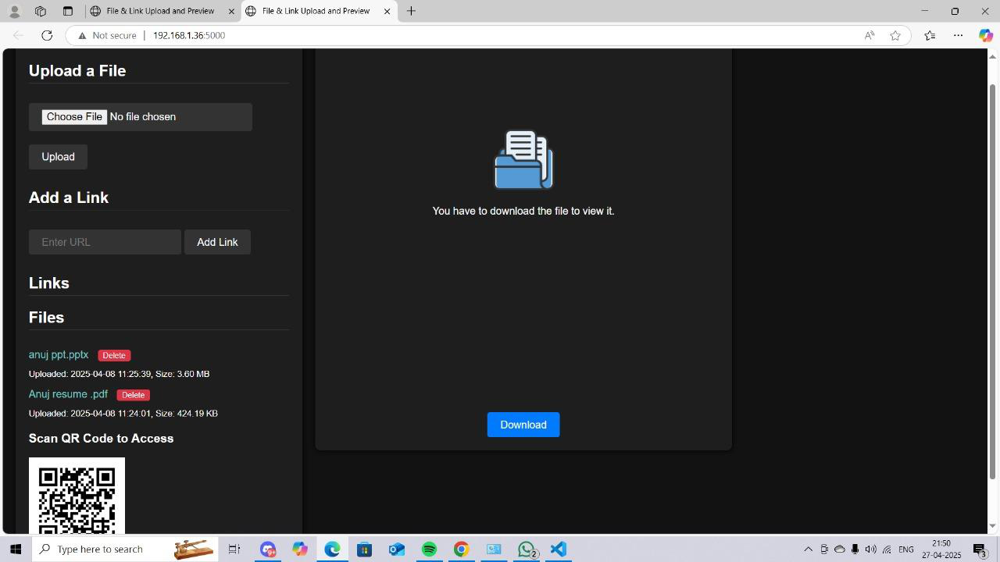 File & Link Upload and Preview
File & Link Upload and Preview
Not secure
192.168.1.36:5000
Upload a File
Choose File No file chosen
Upload
Add a Link
Enter URL
Add Link
Links
Files
anuj ppt.pptx
Delete
Uploaded: 2025-04-08 11:25:39, Size: 3.60 MB
Anuj resume .pdf
Delete
Uploaded: 2025-04-08 11:24:01, Size: 424.19 KB
Scan QR Code to Access
You have to download the file to view it.
Download
Type here to search
9+
2
ENG
21:50
27-04-2025
3